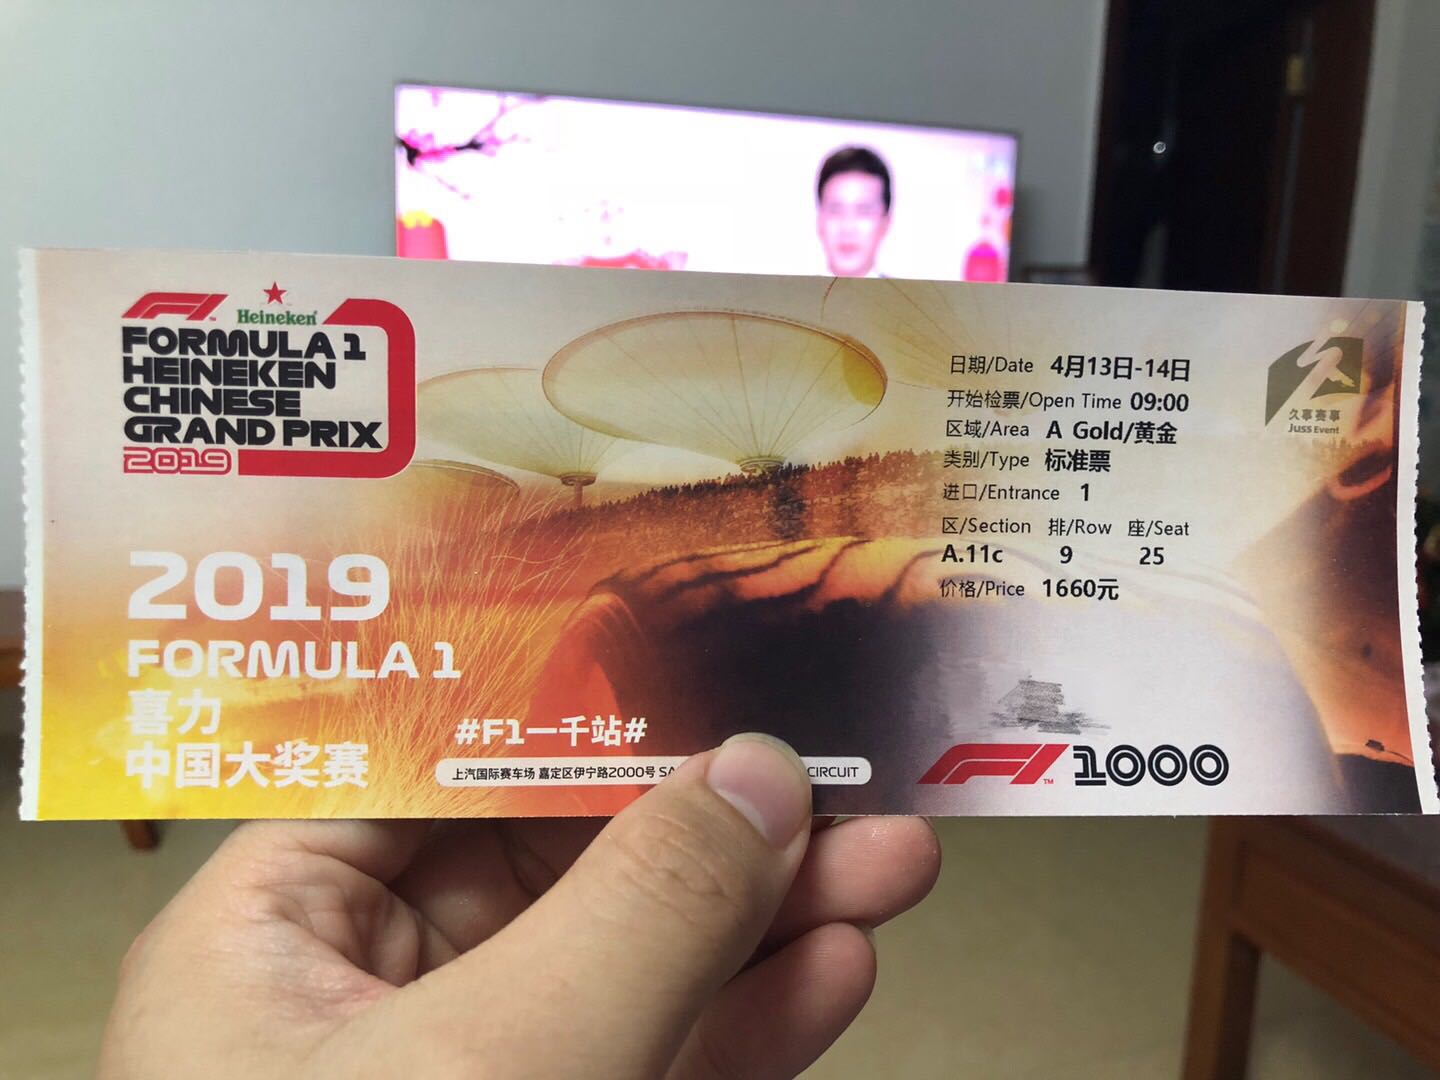 Heineken
FORMULA 1
HEINEKEN
CHINESE
GRAND PRIX
2019
2019
FORMULA 1
喜力
中国大奖赛
#F1一千站#
上汽国际赛车场 嘉定区伊宁路2000号 CIRCUIT
日期/Date 4月13日-14日
开始检票/Open Time 09:00
区域/Area A Gold/黄金
类别/Type 标准票
进口/Entrance 1
区/Section 排/Row 座/Seat
A.11c 9 25
价格/Price 1660元
久事赛事
Juss Event
F1 1000